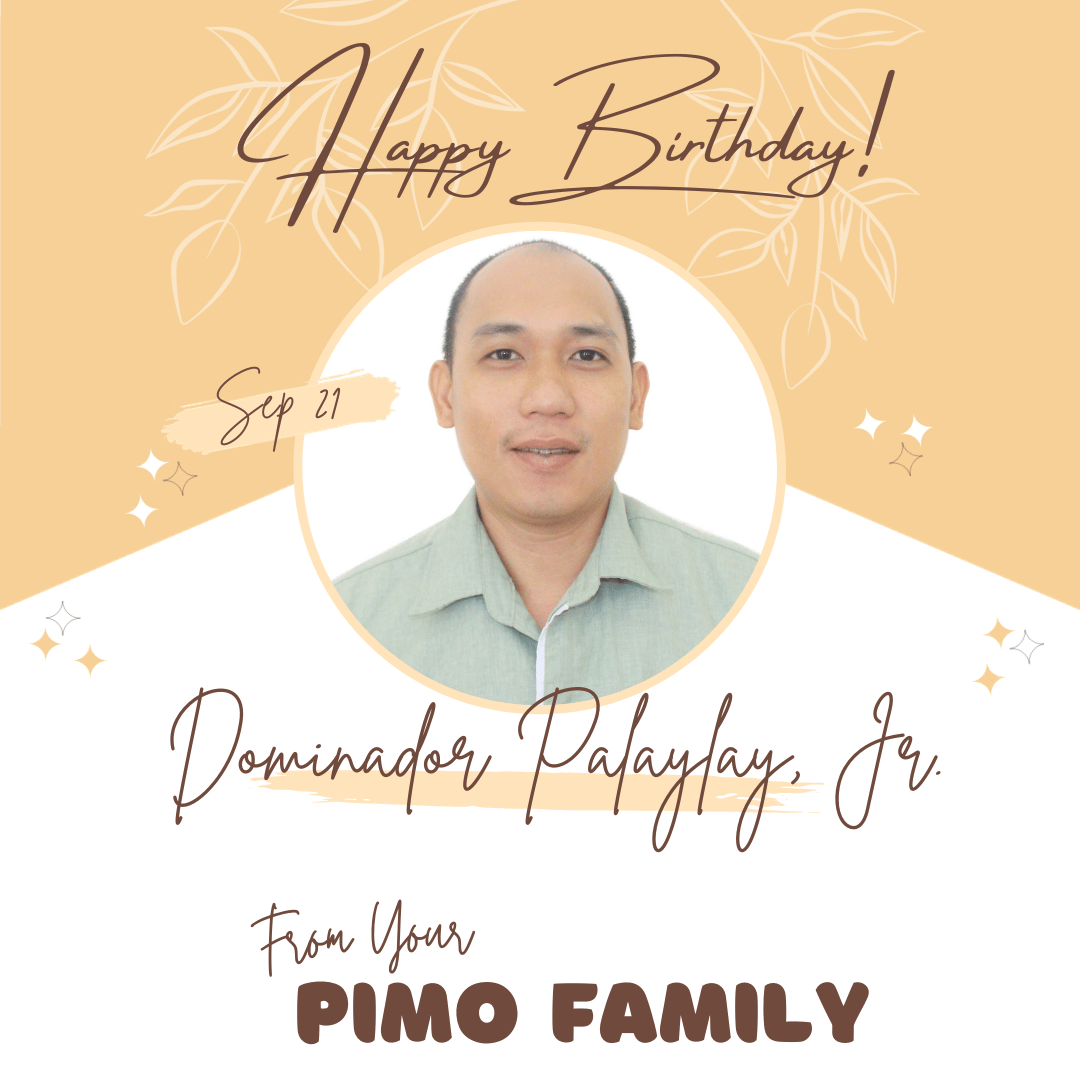 Happy Birthday!
Sep 21
Dominador Palaylay, Jr.
From Your
PIMO FAMILY